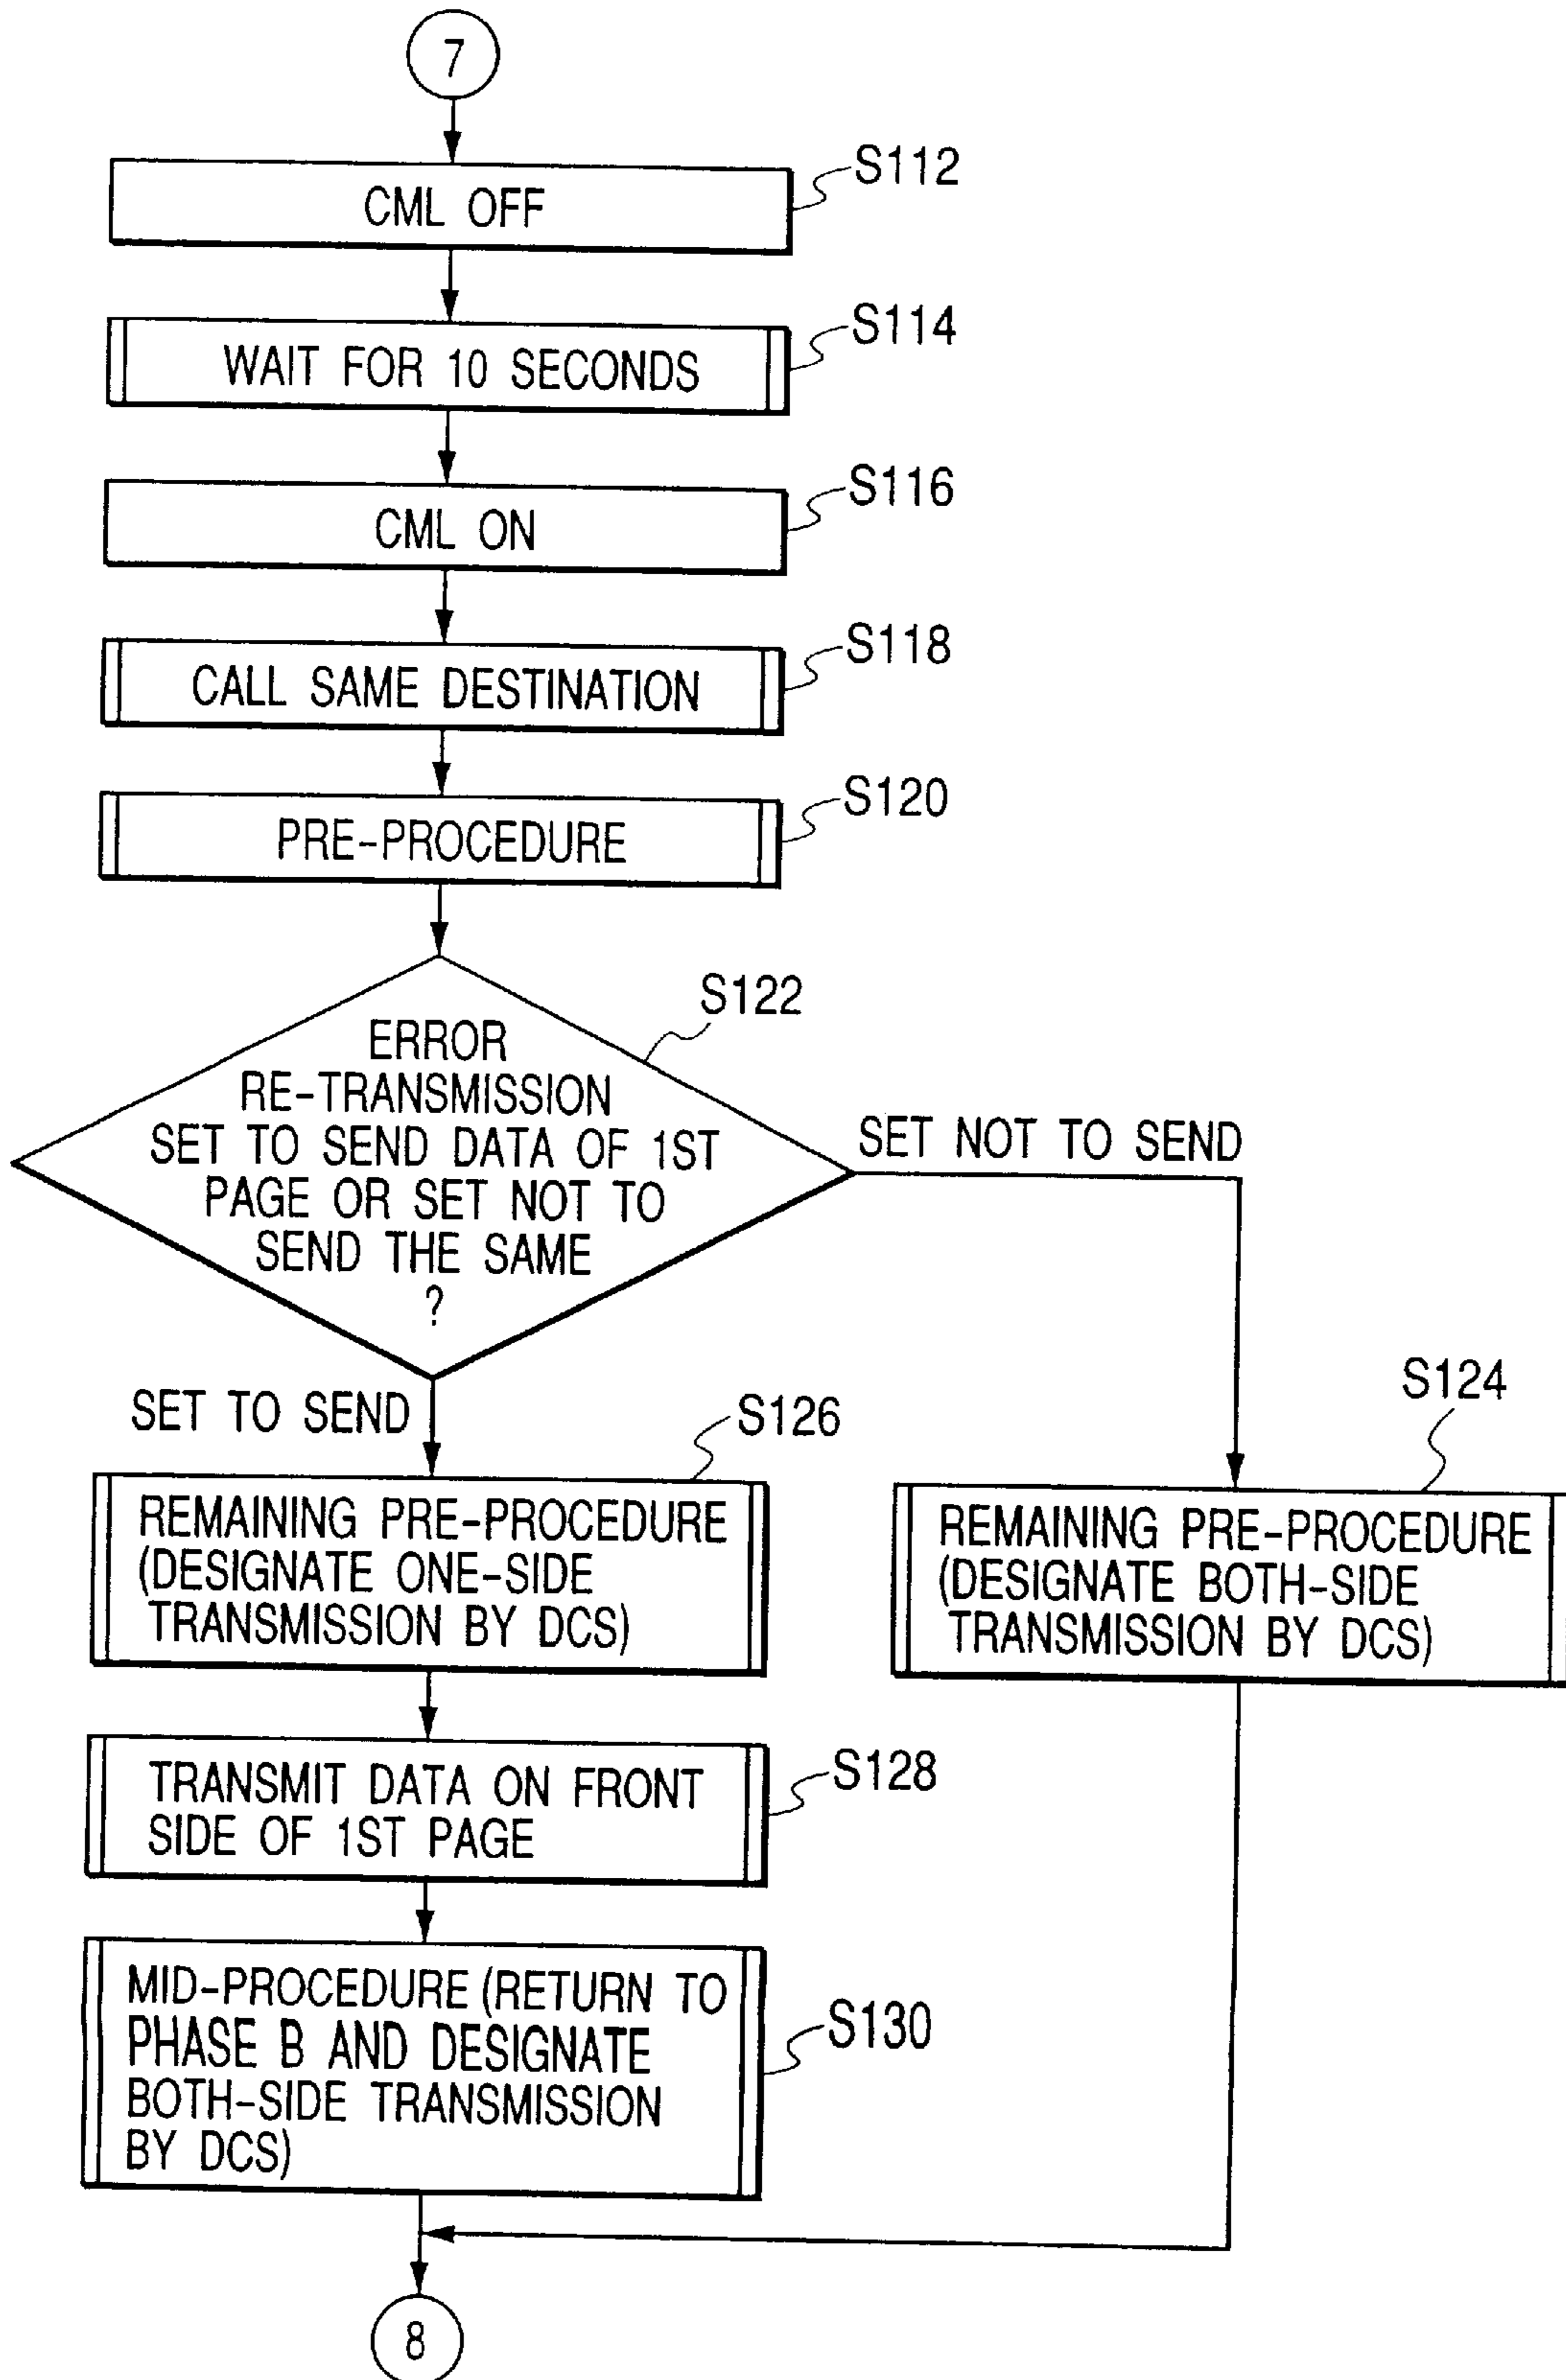 7
CML OFF
S112
WAIT FOR 10 SECONDS
S114
CML ON
S116
CALL SAME DESTINATION
S118
PRE-PROCEDURE
S120
S122
ERROR
RE-TRANSMISSION
SET TO SEND DATA OF 1ST
PAGE OR SET NOT TO
SEND THE SAME
?
SET NOT TO SEND
SET TO SEND
S126
REMAINING PRE-PROCEDURE
(DESIGNATE ONE-SIDE
TRANSMISSION BY DCS)
S124
REMAINING PRE-PROCEDURE
(DESIGNATE BOTH-SIDE
TRANSMISSION BY DCS)
TRANSMIT DATA ON FRONT
SIDE OF 1ST PAGE
S128
MID-PROCEDURE (RETURN TO
PHASE B AND DESIGNATE
BOTH-SIDE TRANSMISSION
BY DCS)
S130
8